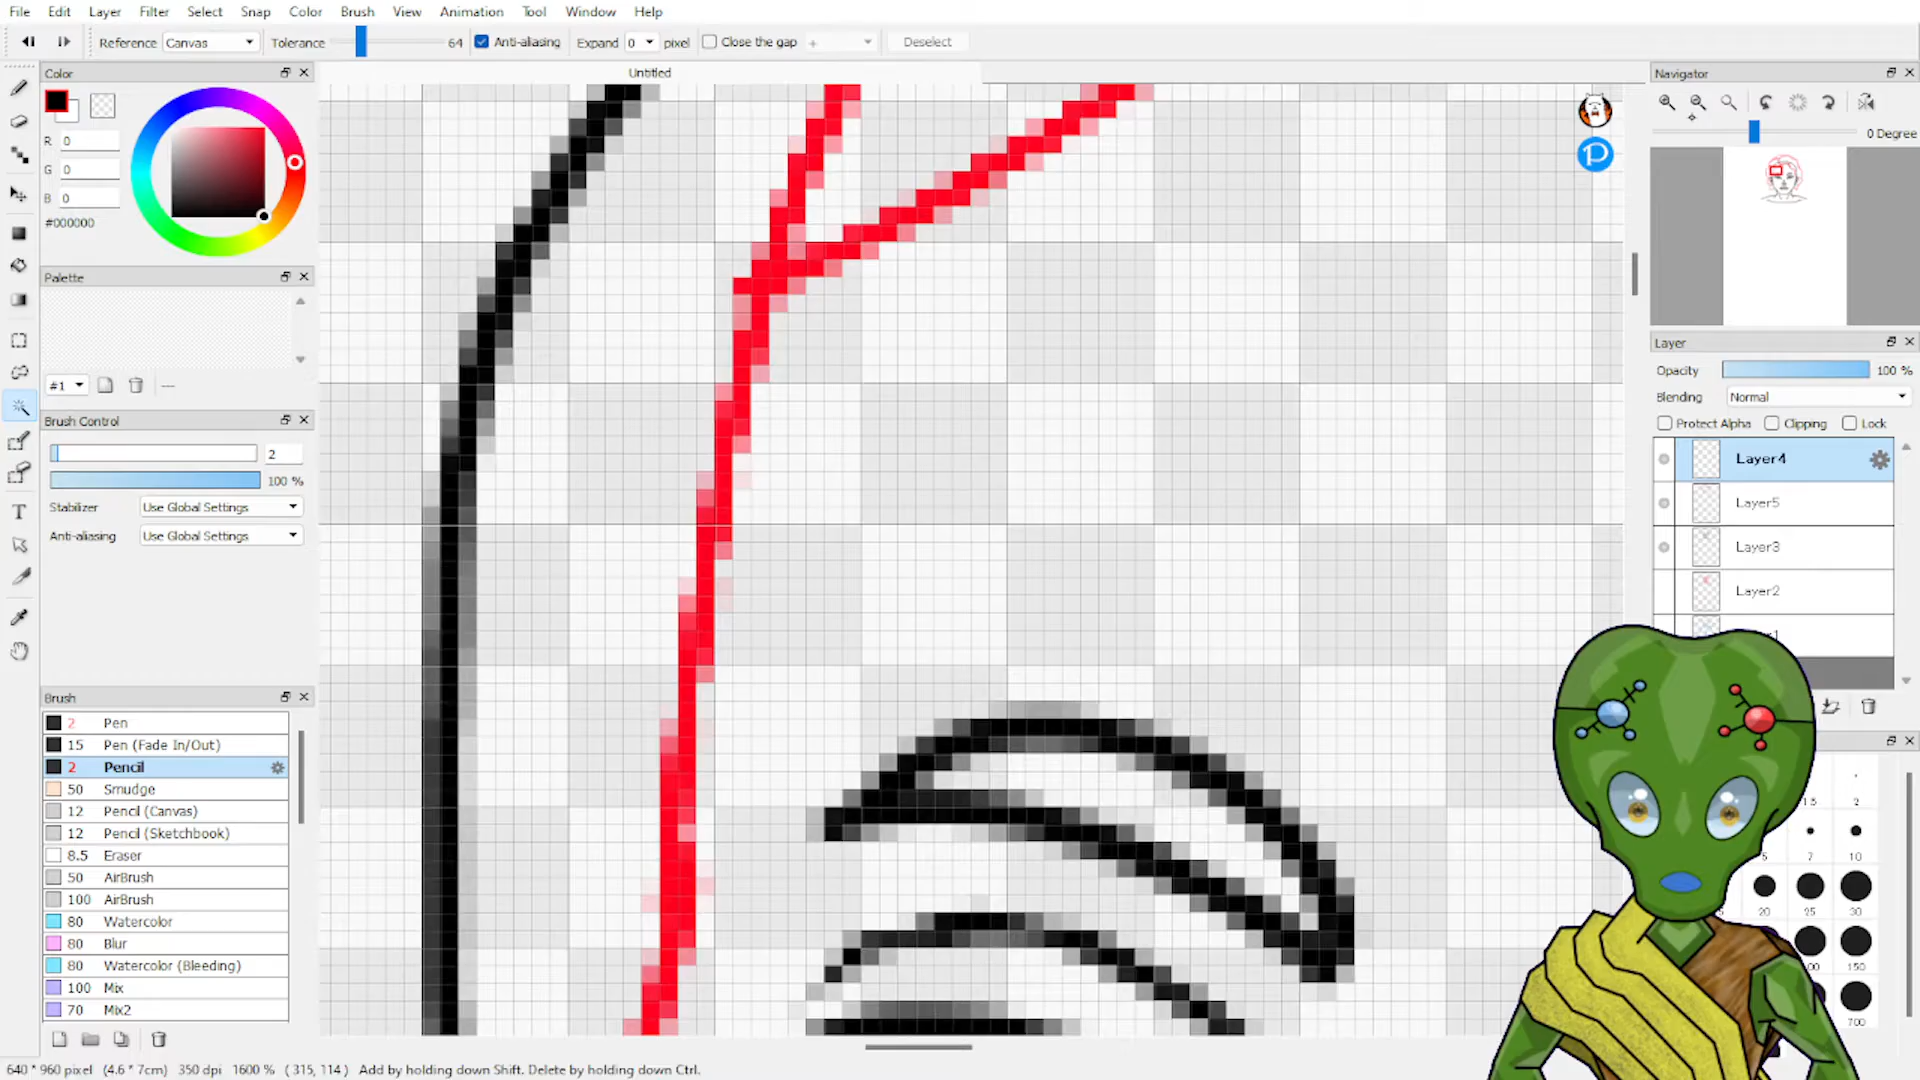 File Edit Layer Filter Select Snap Color Brush View Animation Tool Window Help
Reference Canvas Tolerance 64 Anti-aliasing Expand 0 pixel Close the gap + Deselect
Color
Untitled
Navigator
R 0
G 0
B 0
#000000
0 Degree
Palette
#1
Brush Control
2
100 %
Stabilizer Use Global Settings
Anti-aliasing Use Global Settings
Layer
Opacity 100 %
Blending Normal
Protect Alpha Clipping Lock
Layer4
Layer5
Layer3
Layer2
Brush
2 Pen
15 Pen (Fade In/Out)
2 Pencil
50 Smudge
12 Pencil (Canvas)
12 Pencil (Sketchbook)
8.5 Eraser
50 AirBrush
100 AirBrush
80 Watercolor
80 Blur
80 Watercolor (Bleeding)
100 Mix
70 Mix2
2
7 10
20 25 30
150
700
640 * 960 pixel (4.6 * 7cm) 350 dpi 1600 % ( 315, 114 ) Add by holding down Shift. Delete by holding down Ctrl.